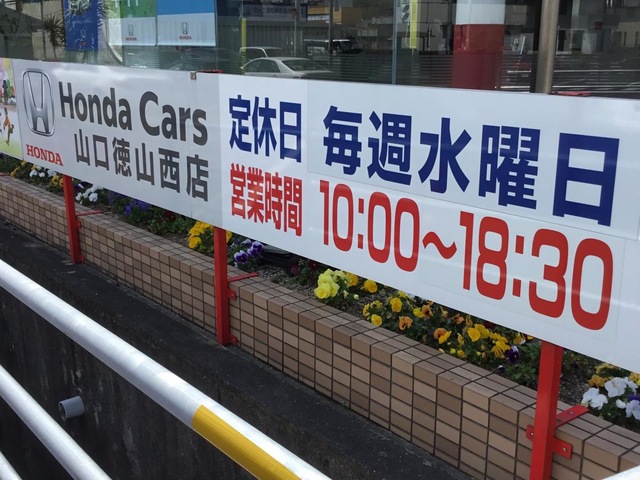 HONDA
Honda Cars
山口徳山西店
定休日 毎週水曜日
営業時間 10:00～18:30